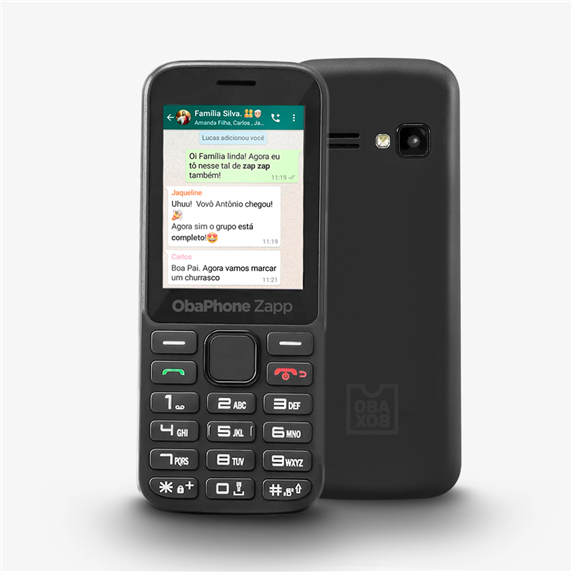 Família Silva.
Amanda Filha, Carlos, Ja...
Lucas adicionou você
Oi Família linda! Agora eu
tô nesse tal de zap zap
também!
11:19
Jaqueline
Uhuu! Vovô Antônio chegou!
Agora sim o grupo está
completo!
11:19
Carlos
Boa Pai. Agora vamos marcar
um churrasco
11:21
ObaPhone Zapp
1 2 ABC 3 DEF
4 GHI 5 JKL 6 MNO
7 PQRS 8 TUV 9 WXYZ
* + 0 #
OBA
BOX